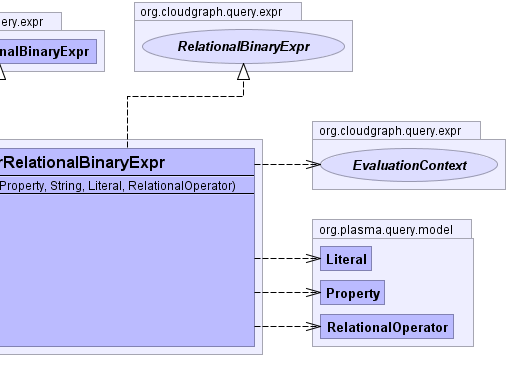 org.cloudgraph.query.expr
ery.expr
RelationalBinaryExpr
nalBinaryExpr
org.cloudgraph.query.expr
rRelationalBinaryExpr
EvaluationContext
Property, String, Literal, RelationalOperator)
org.plasma.query.model
Literal
Property
RelationalOperator